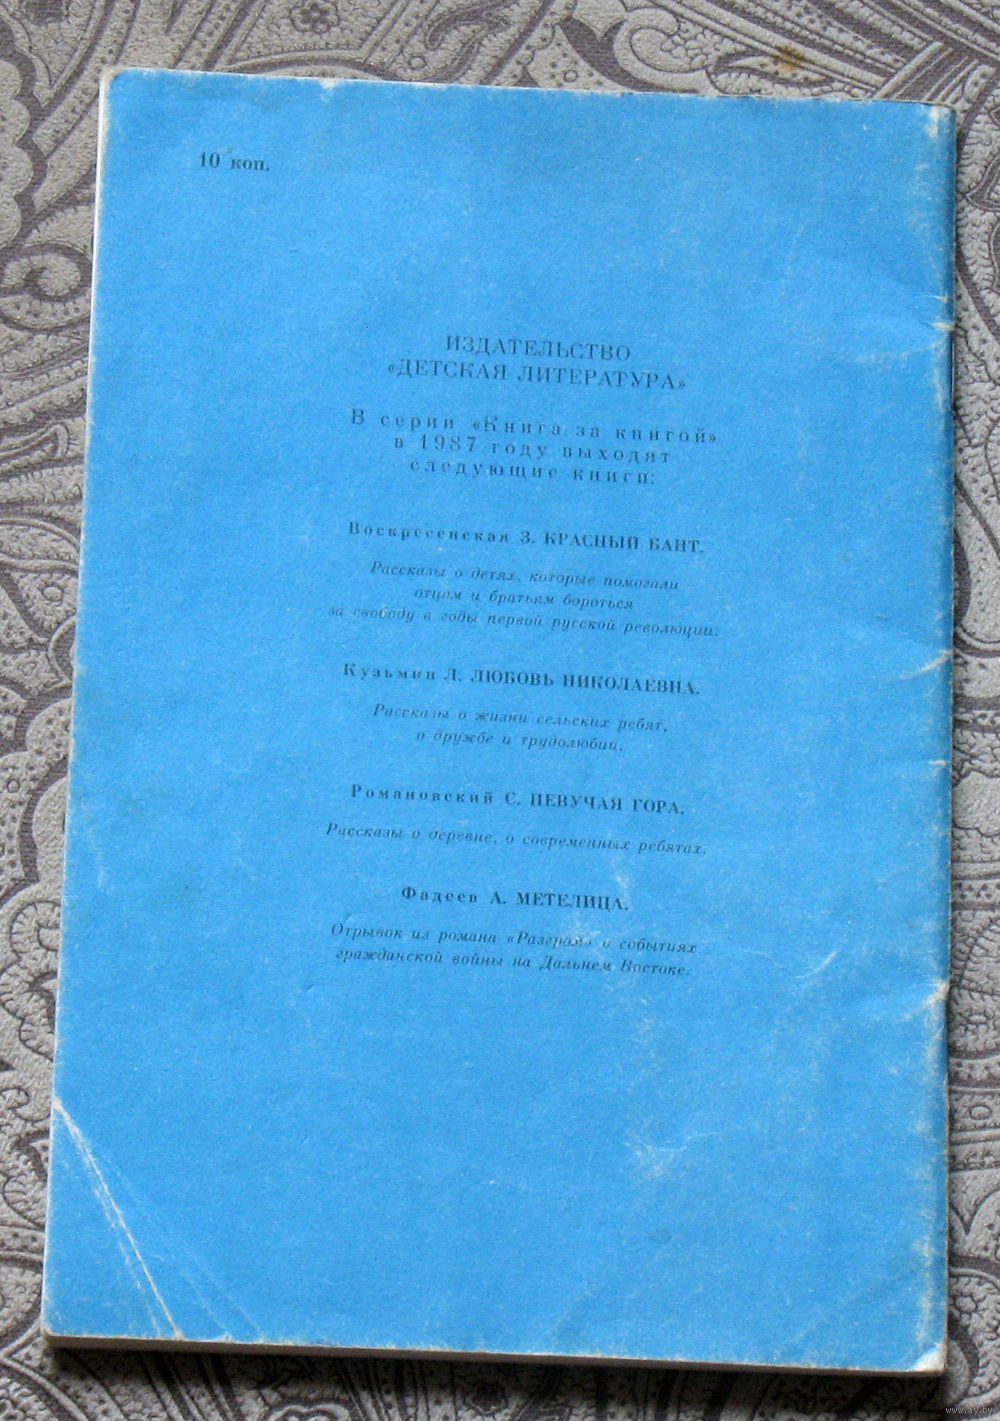 10 коп.
ИЗДАТЕЛЬСТВО
«ДЕТСКАЯ ЛИТЕРАТУРА»
В серии «Книга за книгой»
в 1987 году выходят
следующие книги:
Воскресенская З. КРАСНЫЙ БАНТ.
Рассказы о детях, которые помогали
отцам и братьям бороться
за свободу в годы первой русской революции.
Кузьмин Л. ЛЮБОВЬ НИКОЛАЕВНА.
Рассказы о жизни сельских ребят,
о дружбе и трудолюбии.
Романовский С. ПЕВУЧАЯ ГОРА.
Рассказы о деревне, о современных ребятах.
Фадеев А. МЕТЕЛИЦА.
Отрывок из романа «Разгром» о событиях
гражданской войны на Дальнем Востоке.
www.ay.by